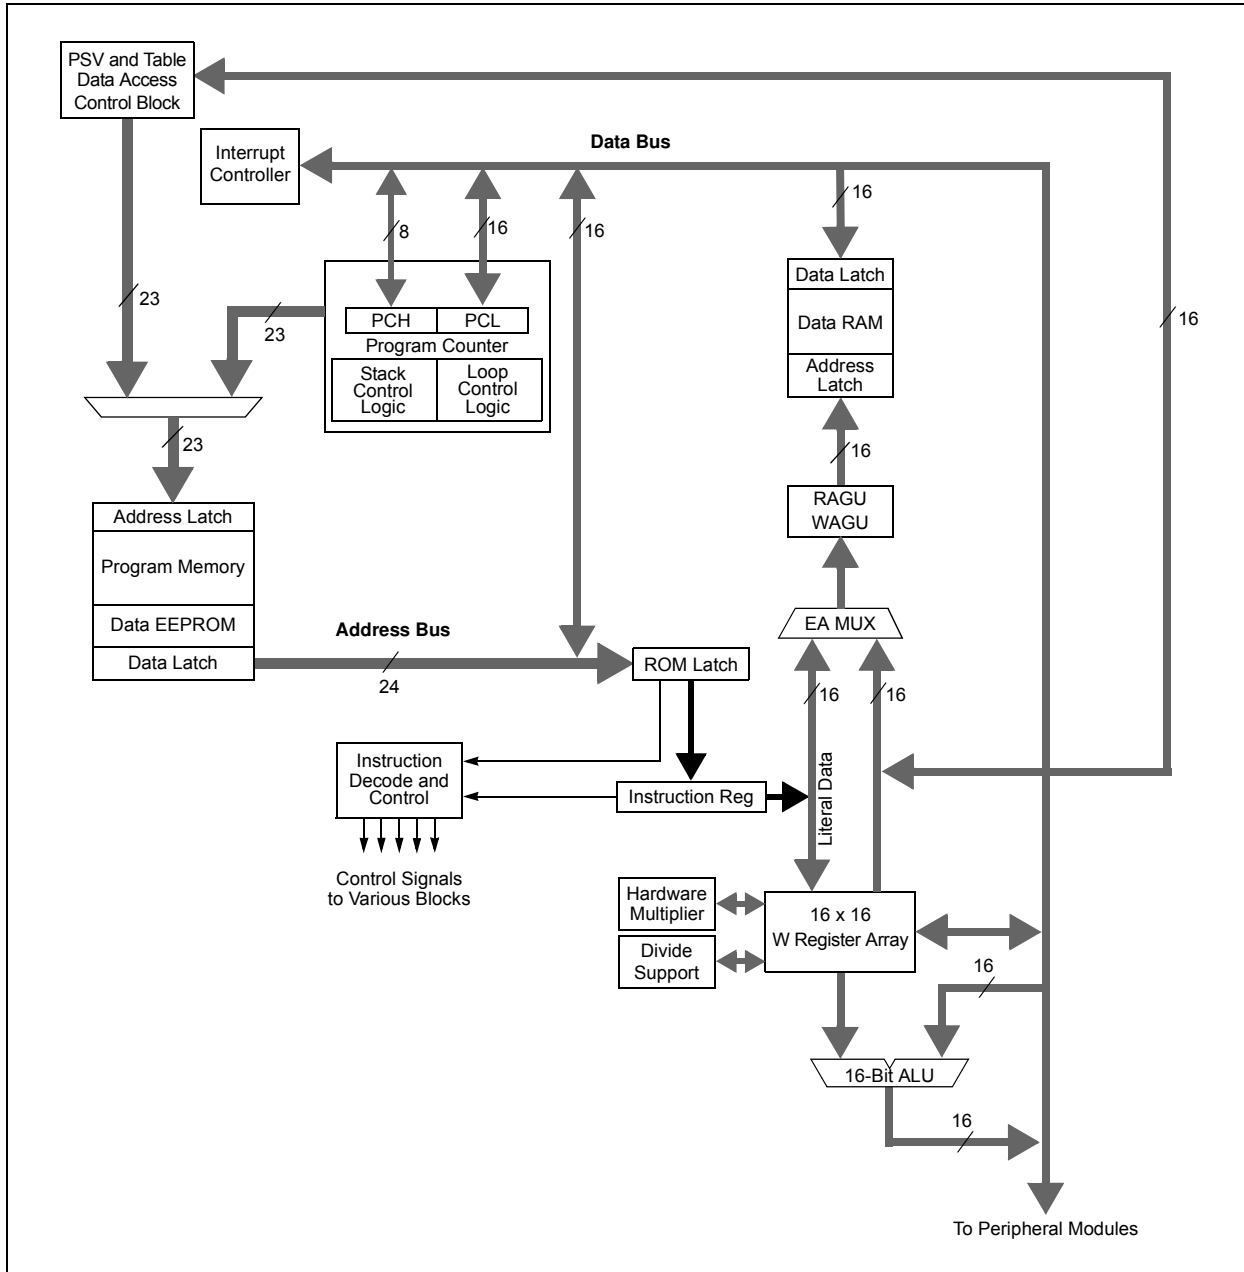 PSV and Table
Data Access
Control Block
Data Bus
Interrupt
Controller
16
8
16
16
16
Data Latch
Data RAM
Address
Latch
23
23
PCH
PCL
Program Counter
Stack
Control
Logic
Loop
Control
Logic
23
16
RAGU
WAGU
Address Latch
Program Memory
Data EEPROM
Data Latch
Address Bus
24
EA MUX
ROM Latch
16
16
Instruction
Decode and
Control
Instruction Reg
Literal Data
Control Signals
to Various Blocks
Hardware
Multiplier
16 x 16
W Register Array
Divide
Support
16
16-Bit ALU
16
To Peripheral Modules